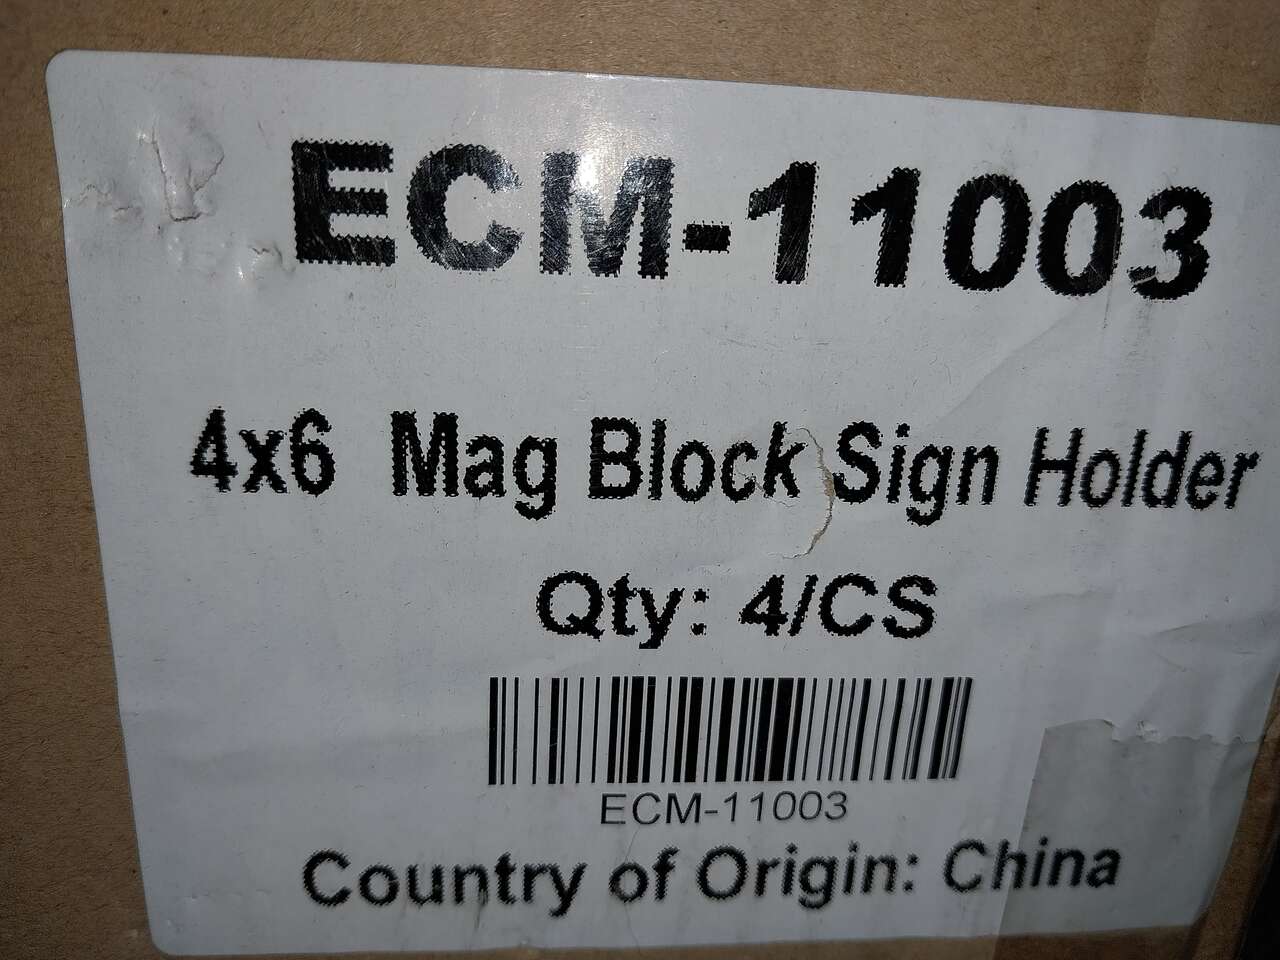 ECM-11003
4x6 Mag Block Sign Holder
Qty: 4/CS
ECM-11003
Country of Origin: China